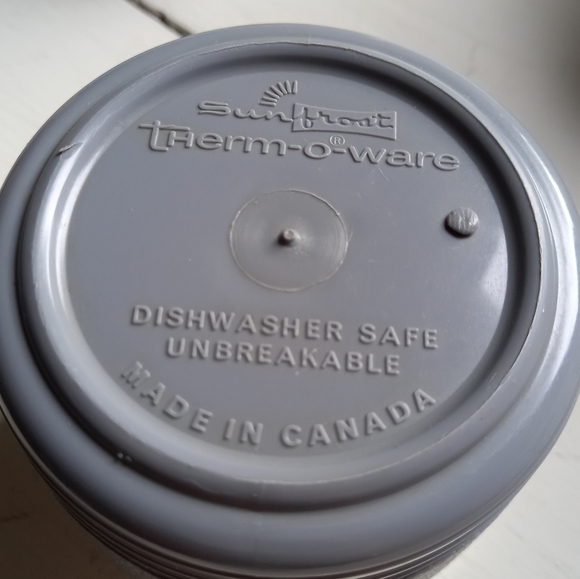 Sunfrost
therm-o-ware®
DISHWASHER SAFE
UNBREAKABLE
MADE IN CANADA